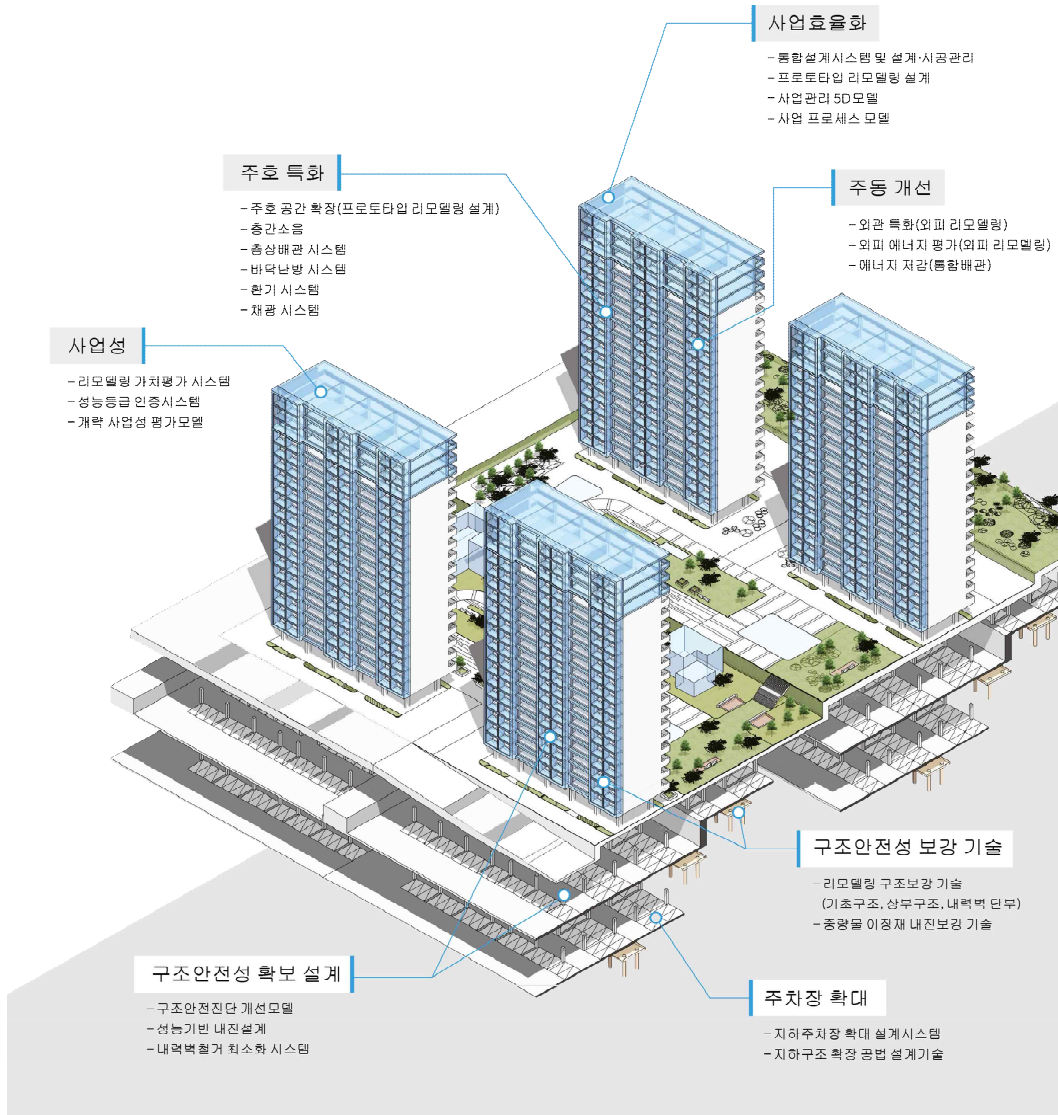 사업효율화
– 통합설계시스템 및 설계·시공관리
– 프로토타입 리모델링 설계
– 사업관리 5D모델
– 사업 프로세스 모델
주호 특화
– 주호 공간 확장(프로토타입 리모델링 설계)
– 층간소음
– 층상배관 시스템
– 바닥난방 시스템
– 환기 시스템
– 채광 시스템
주동 개선
– 외관 특화(외피 리모델링)
– 외피 에너지 평가(외피 리모델링)
– 에너지 저감(통합배관)
사업성
– 리모델링 가치평가 시스템
– 성능등급 인증시스템
– 개략 사업성 평가모델
구조안전성 보강 기술
– 리모델링 구조보강 기술
(기초구조, 상부구조, 내력벽 단부)
– 중량물 이장재 내진보강 기술
구조안전성 확보 설계
– 구조안전진단 개선모델
– 성능기반 내진설계
– 내력벽철거 최소화 시스템
주차장 확대
– 지하주차장 확대 설계시스템
– 지하구조 확장 공법 설계기술